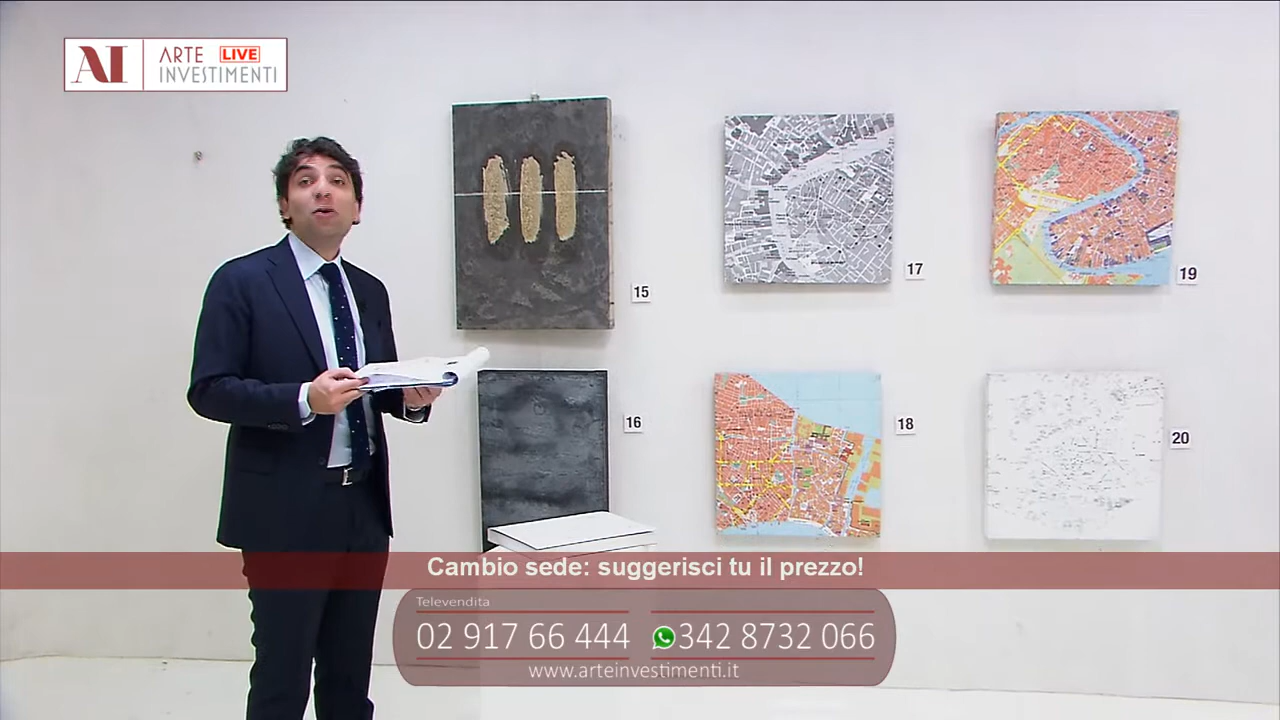 AI
ARTE LIVE
INVESTIMENTI
15
16
17
18
19
20
Cambio sede: suggerisci tu il prezzo!
Televendita
02 917 66 444 342 8732 066
www.arteinvestimenti.it